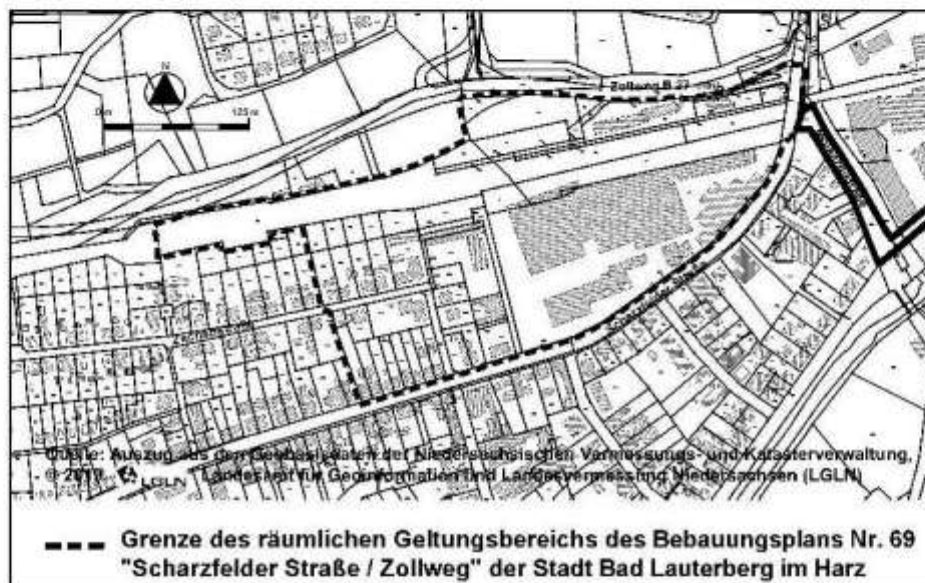 N
0m 125 m
Zollweg B 27
Quelle: Auszug aus den Geobasisdaten der Niedersächsischen Vermessungs- und Katasterverwaltung,
LGLN Landesamt für Geoinformation und Landesvermessung Niedersachsen (LGLN)
Grenze des räumlichen Geltungsbereichs des Bebauungsplans Nr. 69
"Scharzfelder Straße / Zollweg" der Stadt Bad Lauterberg im Harz